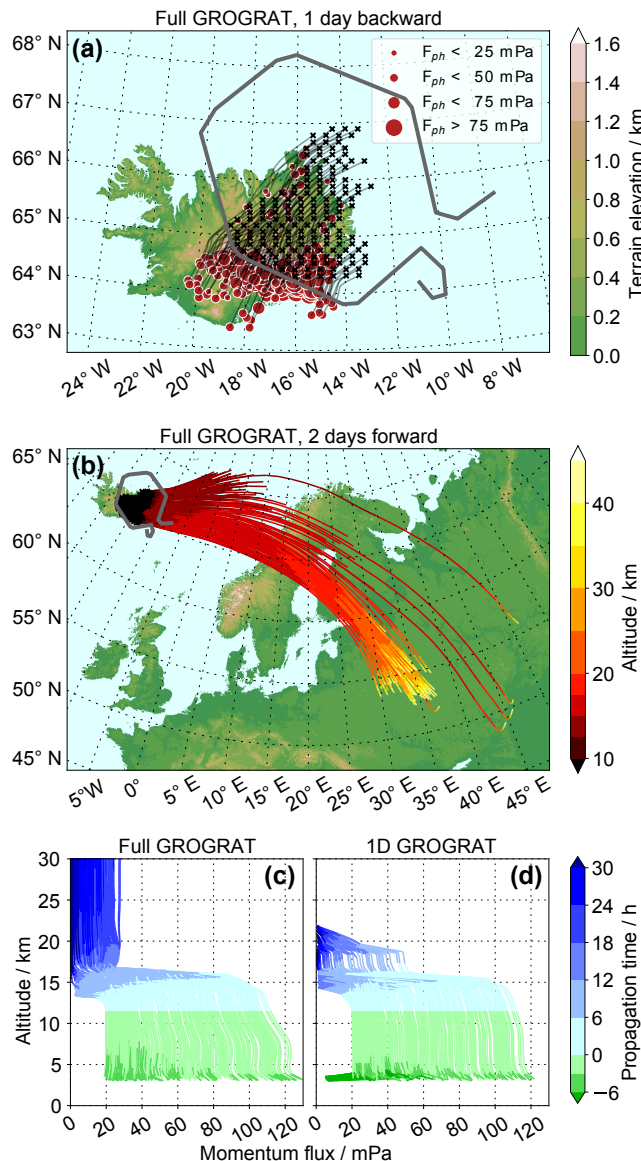 Full GROGRAT, 1 day backward
(a)
F_ph < 25 mPa
F_ph < 50 mPa
F_ph < 75 mPa
F_ph > 75 mPa
68° N
67° N
66° N
65° N
64° N
63° N
24° W
22° W
20° W
18° W
16° W
14° W
12° W
10° W
8° W
1.6
1.4
1.2
1.0
0.8
0.6
0.4
0.2
0.0
Terrain elevation / km
Full GROGRAT, 2 days forward
(b)
65° N
60° N
55° N
50° N
45° N
5°W
0°
5° E
10° E
15° E
20° E
25° E
30° E
35° E
40° E
45° E
40
30
20
10
Altitude / km
Full GROGRAT
(c)
30
25
20
15
10
5
0
Altitude / km
0 20 40 60 80 100 120
1D GROGRAT
(d)
0 20 40 60 80 100 120
Momentum flux / mPa
30
24
18
12
6
0
−6
Propagation time / h